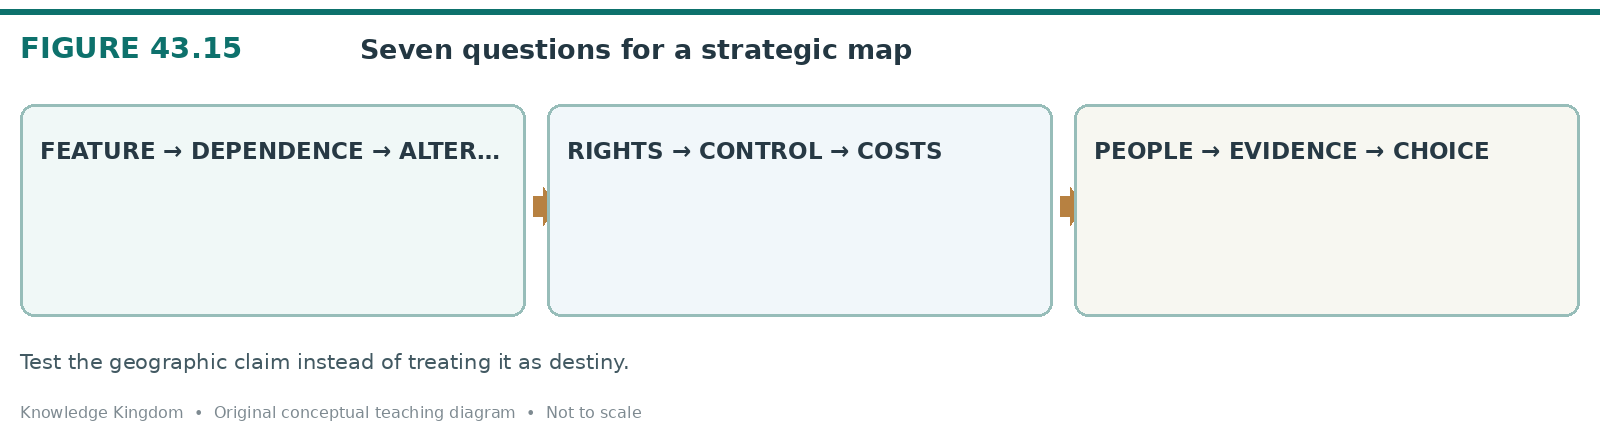 FIGURE 43.15 Seven questions for a strategic map
FEATURE → DEPENDENCE → ALTER...
RIGHTS → CONTROL → COSTS
PEOPLE → EVIDENCE → CHOICE
Test the geographic claim instead of treating it as destiny.
Knowledge Kingdom • Original conceptual teaching diagram • Not to scale